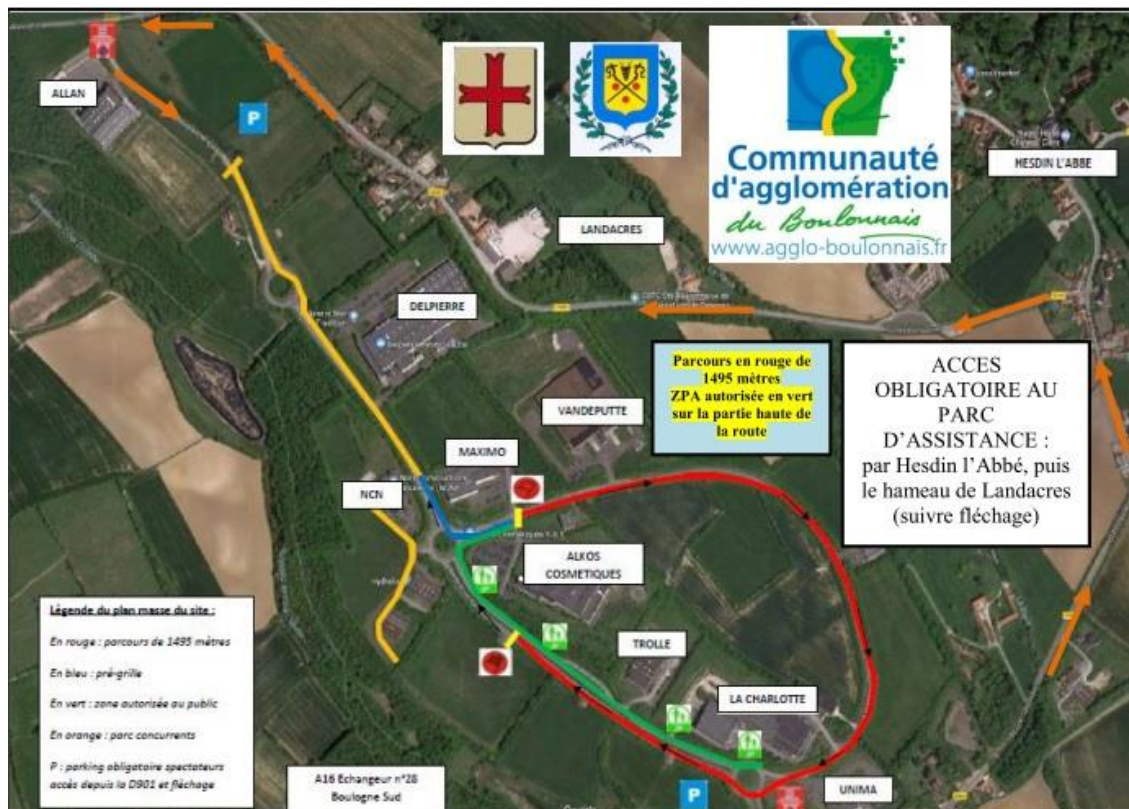 ALLAN
P
Communauté
d'agglomération
du Boulonnais
www.agglo-boulonnais.fr
HESDIN L'ABBE
LANDACRES
DELPIERRE
Parcours en rouge de
1495 mètres
ZPA autorisée en vert
sur la partie haute de
la route
ACCES
OBLIGATOIRE AU
PARC
D'ASSISTANCE :
par Hesdin l'Abbé, puis
le hameau de Landacres
(suivre fléchage)
VANDEPUTTE
MAXIMO
NCN
ALKOS
COSMETIQUES
TROLLE
LA CHARLOTTE
UNIMA
P
Légende du plan masse du site :
En rouge : parcours de 1495 mètres
En bleu : pré-grille
En vert : zone autorisée au public
En orange : parc concurrents
P : parking obligatoire spectateurs
accès depuis la D901 et fléchage
A16 Echangeur n°28
Boulogne Sud